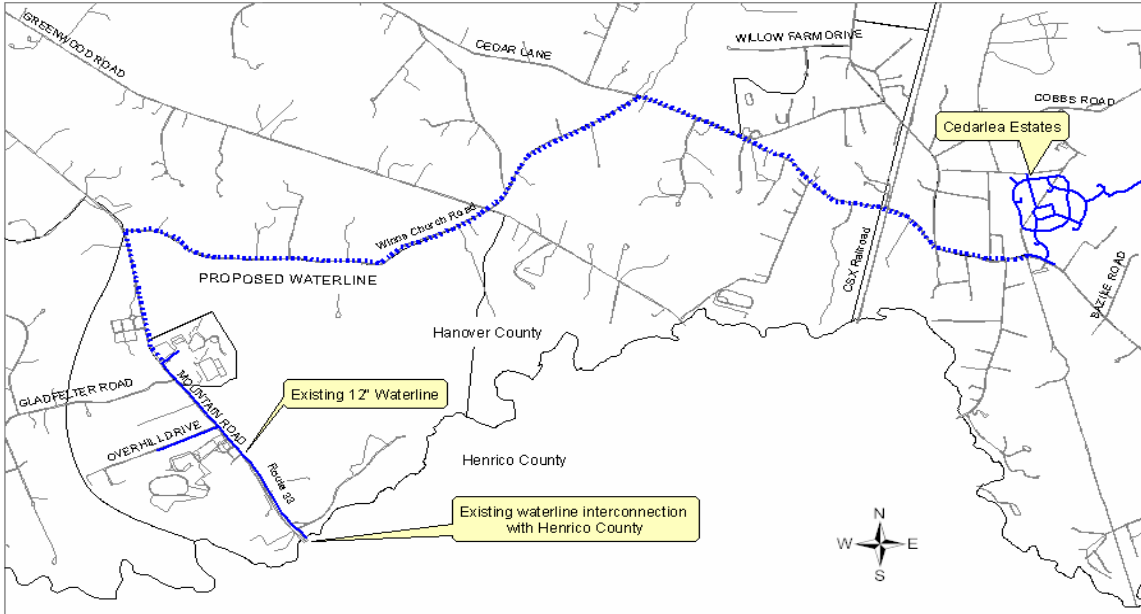 GREENWOOD ROAD
CEDAR LANE
WILLOW FARM DRIVE
COBBS ROAD
Cedarlea Estates
Winns Church Road
PROPOSED WATERLINE
CSX Railroad
BAZILE ROAD
Hanover County
GLADFELTER ROAD
MOUNTAIN ROAD
Existing 12" Waterline
OVERHILL DRIVE
Route 33
Henrico County
Existing waterline interconnection
with Henrico County
N
W
E
S